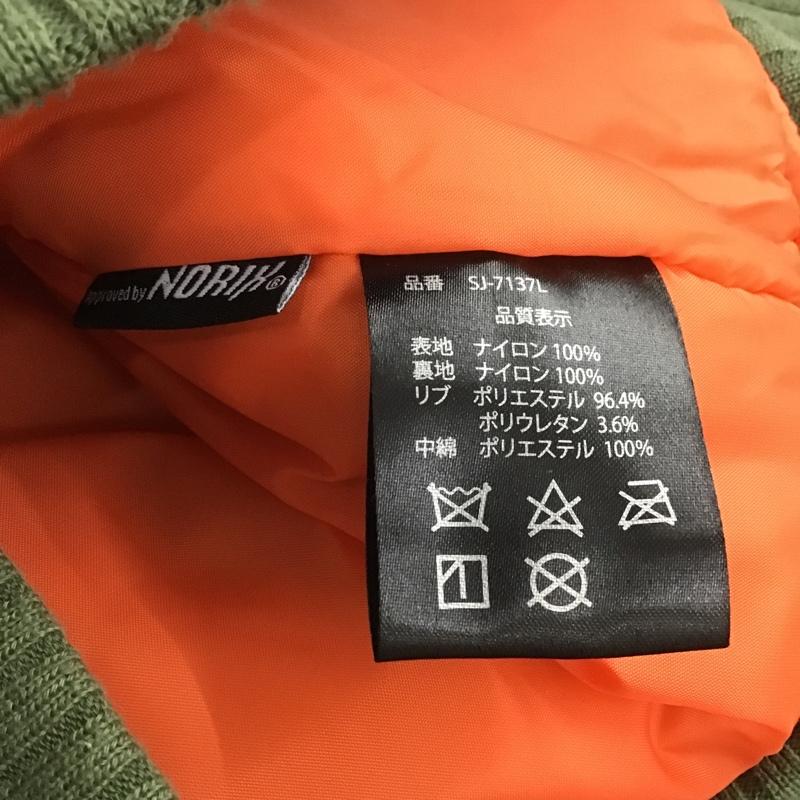 Approved by NORIX®
品番 SJ-7137L
品質表示
表地 ナイロン 100%
裏地 ナイロン 100%
リブ ポリエステル 96.4%
ポリウレタン 3.6%
中綿 ポリエステル 100%